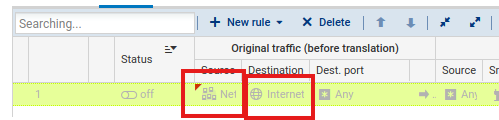 Searching... + New rule ▾ × Delete
Original traffic (before translation)
Status
Source Destination Dest. port Source
1 off Net Internet Any Any